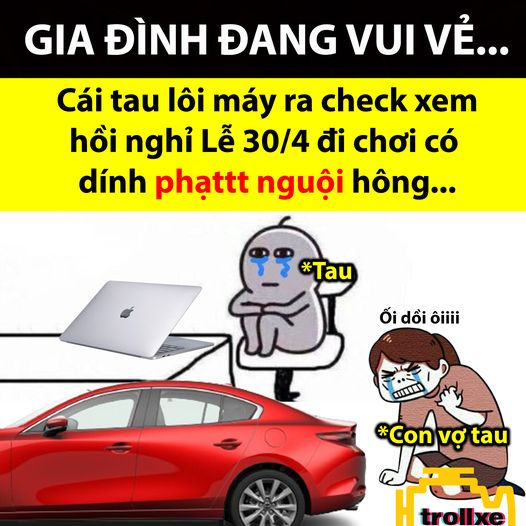 GIA ĐÌNH ĐANG VUI VẺ...
Cái tau lôi máy ra check xem
hồi nghỉ Lễ 30/4 đi chơi có
dính phạttt nguội hông...
*Tau
Ối dồi ôiiii
*Con vợ tau
trollxe